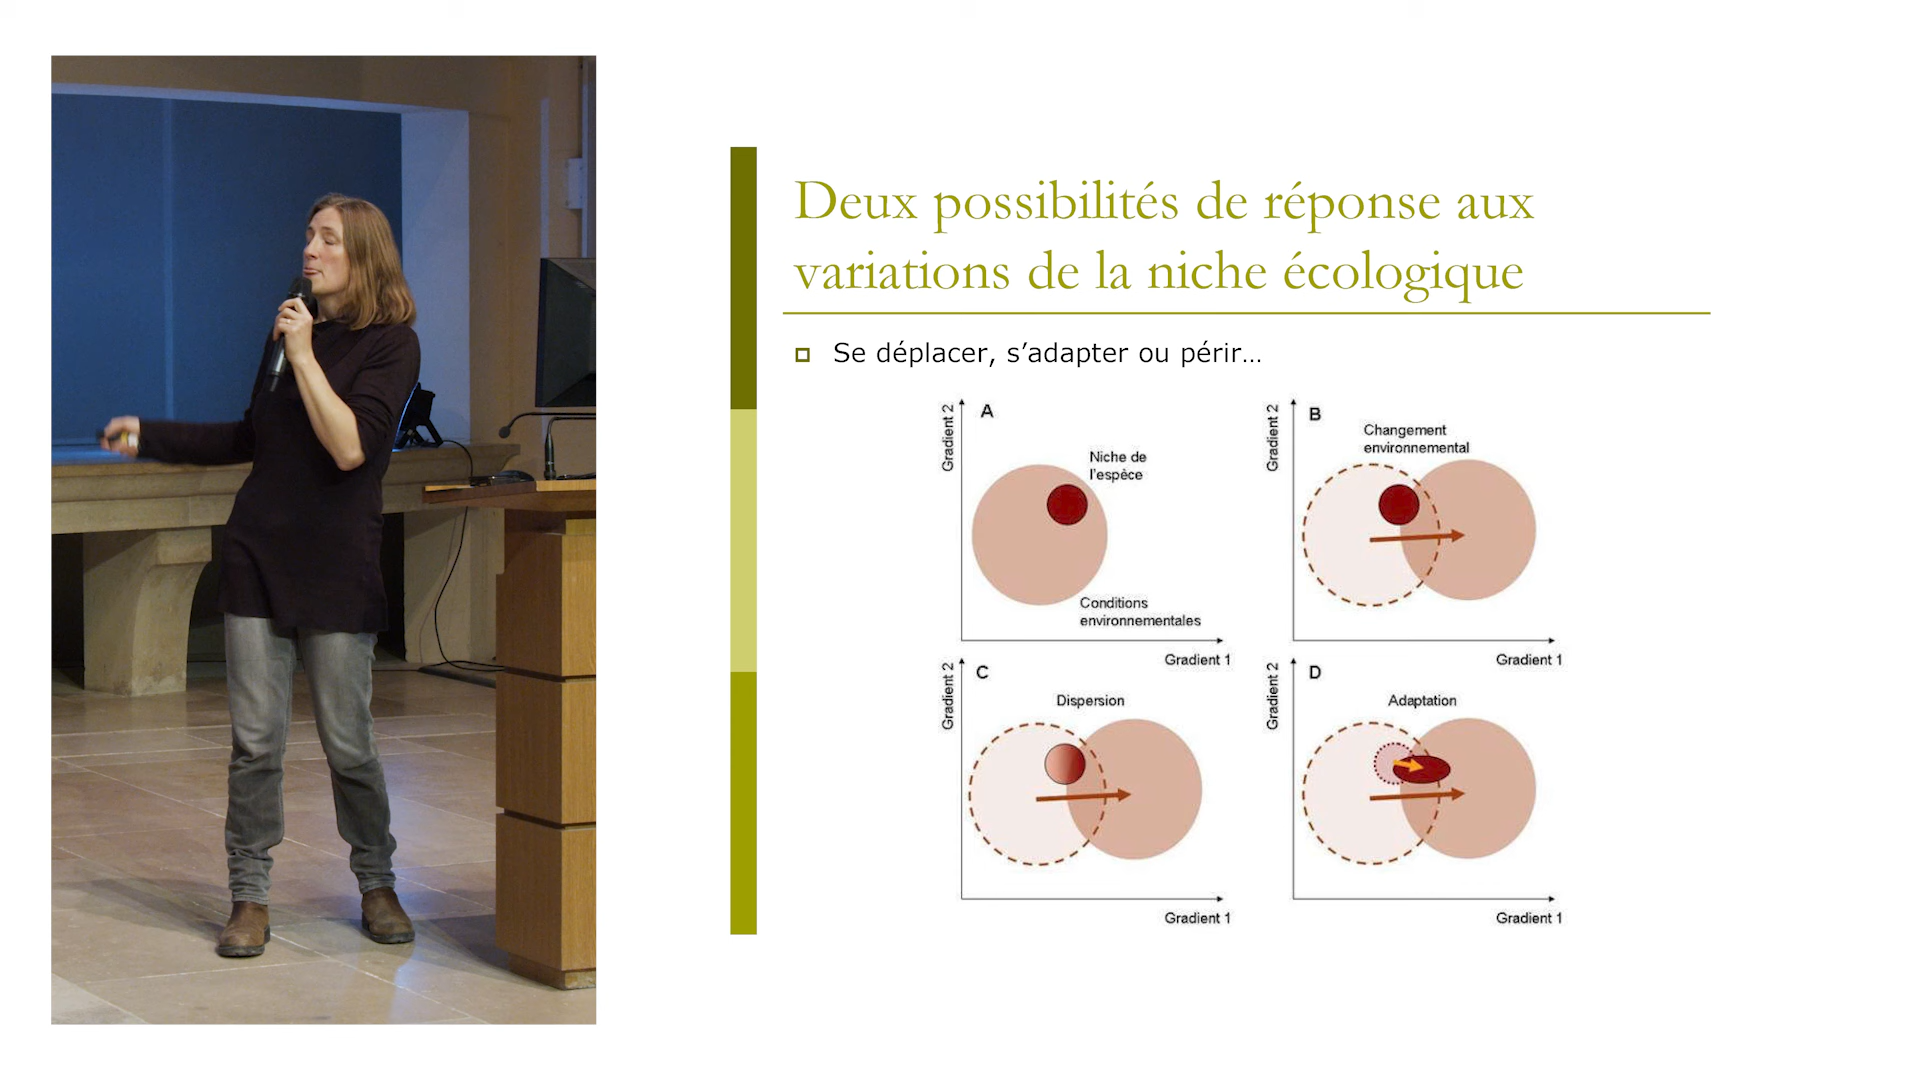 Deux possibilités de réponse aux
variations de la niche écologique
Se déplacer, s’adapter ou périr…
A
Gradient 2
Niche de
l'espèce
Conditions
environnementales
Gradient 1
B
Gradient 2
Changement
environnemental
Gradient 1
C
Gradient 2
Dispersion
Gradient 1
D
Gradient 2
Adaptation
Gradient 1